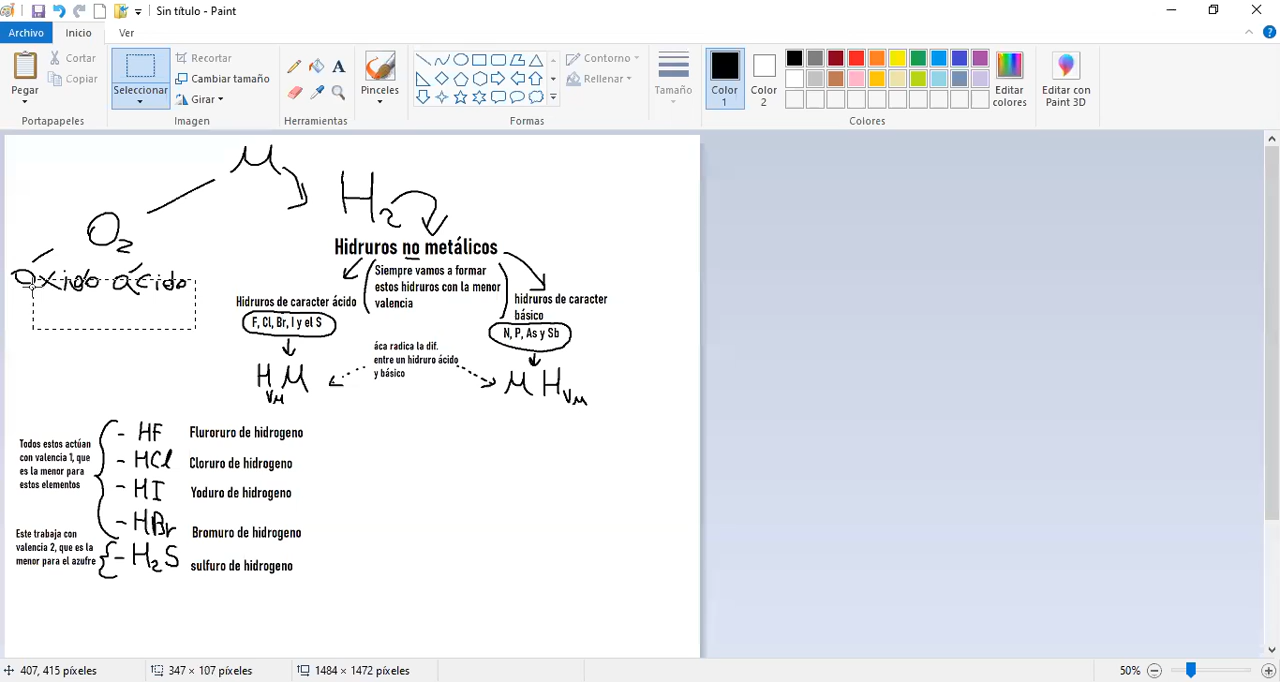 Sin título - Paint
Archivo Inicio Ver
Pegar
Cortar
Copiar
Portapapeles
Seleccionar
Recortar
Cambiar tamaño
Girar
Imagen
Herramientas
Pinceles
Contorno
Rellenar
Formas
Tamaño
Color 1
Color 2
Editar colores
Editar con Paint 3D
Colores
M
H2
O2
Oxido ácido
Hidruros no metálicos
Siempre vamos a formar
estos hidruros con la menor
valencia
Hidruros de caracter ácido
F, Cl, Br, I y el S
HM
VM
hidruros de caracter
básico
N, P, As y Sb
MH
VM
áca radica la dif.
entre un hidruro ácido
y básico
Todos estos actúan
con valencia 1, que
es la menor para
estos elementos
- HF Fluroruro de hidrogeno
- HCl Cloruro de hidrogeno
- HI Yoduro de hidrogeno
- HBr Bromuro de hidrogeno
Este trabaja con
valencia 2, que es la
menor para el azufre
- H2S sulfuro de hidrogeno
407, 415 píxeles 347 × 107 píxeles 1484 × 1472 píxeles 50%